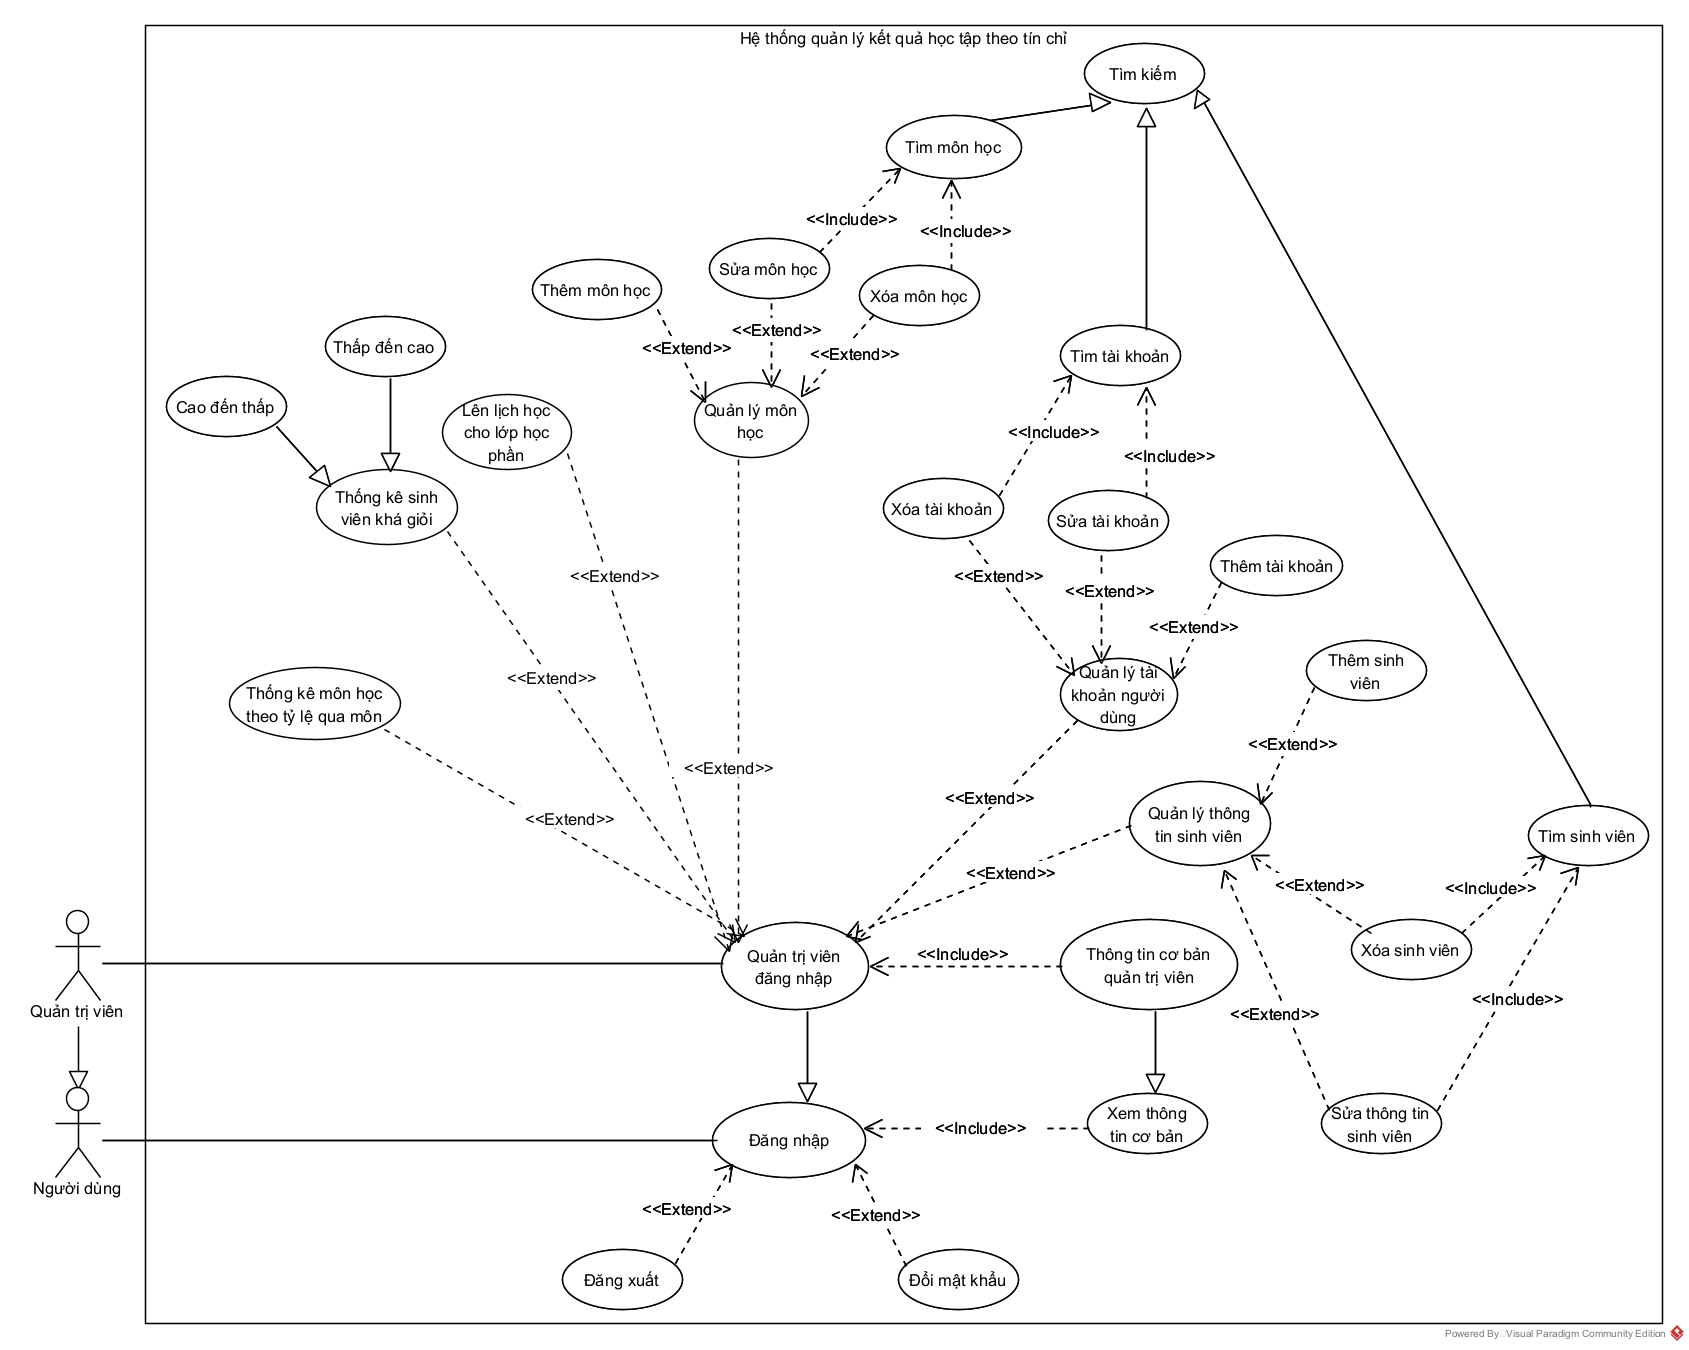 Hệ thống quản lý kết quả học tập theo tín chỉ
Tìm kiếm
Tìm môn học
<<Include>>
<<Include>>
Sửa môn học
Thêm môn học
Xóa môn học
<<Extend>>
<<Extend>>
<<Extend>>
Thấp đến cao
Tìm tài khoản
Cao đến thấp
Lên lịch học
cho lớp học
phần
Quản lý môn
học
<<Include>>
<<Include>>
Thống kê sinh
viên khá giỏi
Xóa tài khoản
Sửa tài khoản
Thêm tài khoản
<<Extend>>
<<Extend>>
<<Extend>>
<<Extend>>
Quản lý tài
khoản người
dùng
Thêm sinh
viên
<<Extend>>
Thống kê môn học
theo tỷ lệ qua môn
<<Extend>>
<<Extend>>
<<Extend>>
<<Extend>>
Quản lý thông
tin sinh viên
Tìm sinh viên
<<Extend>>
<<Extend>>
<<Include>>
Xóa sinh viên
Quản trị viên
đăng nhập
<<Include>>
Thông tin cơ bản
quản trị viên
<<Include>>
<<Extend>>
Quản trị viên
Xem thông
tin cơ bản
Sửa thông tin
sinh viên
Đăng nhập
<<Include>>
Người dùng
<<Extend>>
<<Extend>>
Đăng xuất
Đổi mật khẩu
Powered By Visual Paradigm Community Edition